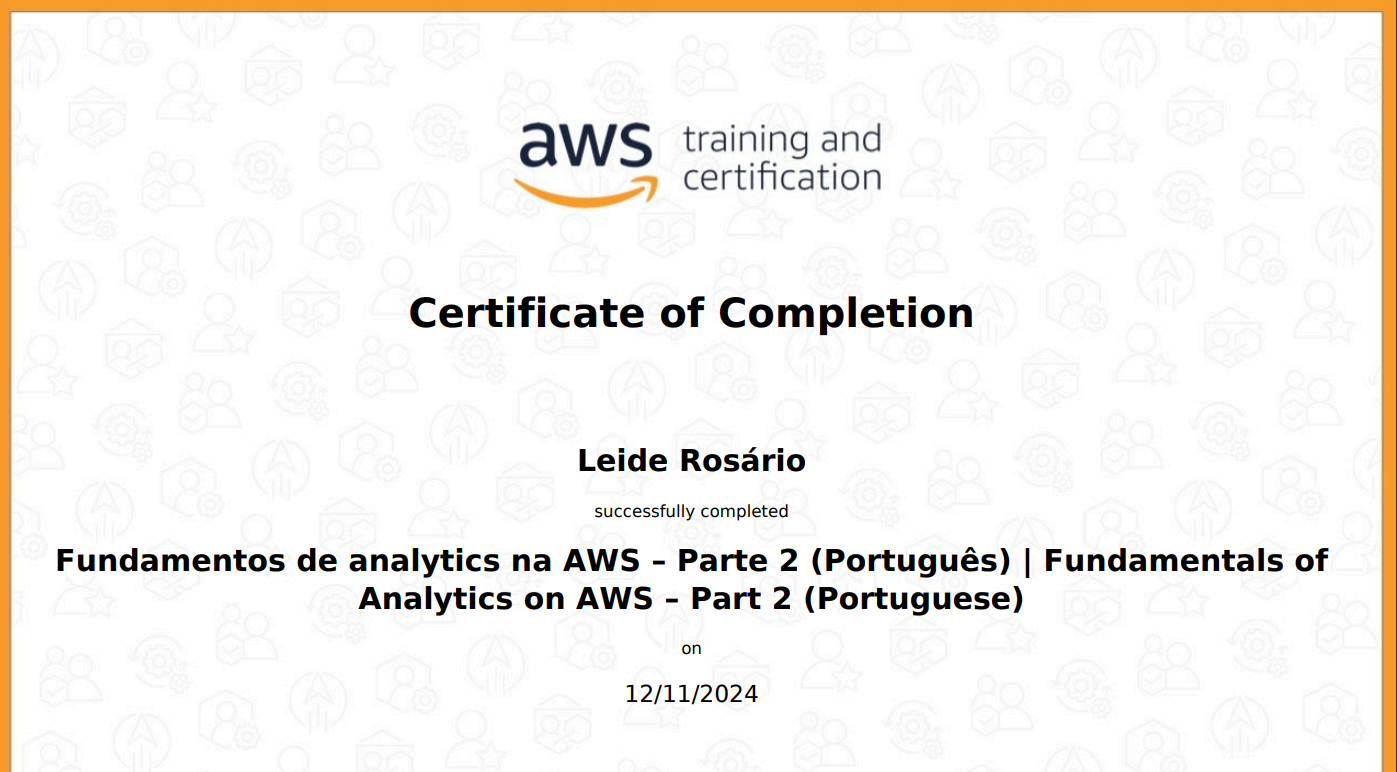 aws training and
certification
Certificate of Completion
Leide Rosário
successfully completed
Fundamentos de analytics na AWS – Parte 2 (Português) | Fundamentals of
Analytics on AWS – Part 2 (Portuguese)
on
12/11/2024